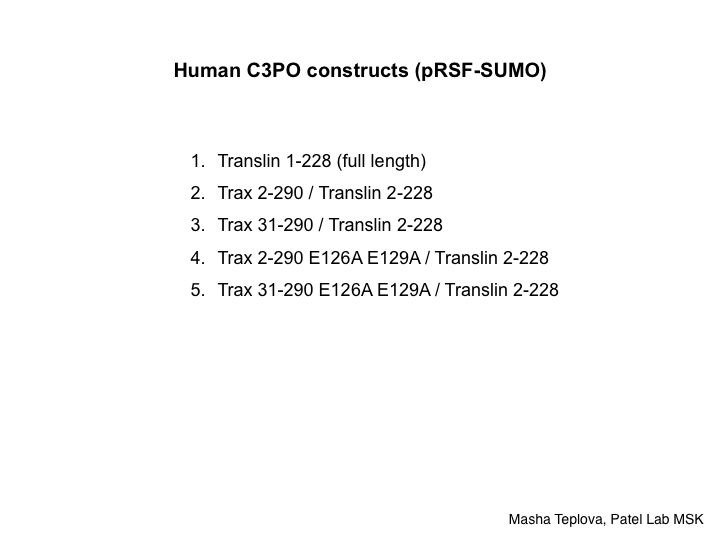 Human C3PO constructs (pRSF-SUMO)
1. Translin 1-228 (full length)
2. Trax 2-290 / Translin 2-228
3. Trax 31-290 / Translin 2-228
4. Trax 2-290 E126A E129A / Translin 2-228
5. Trax 31-290 E126A E129A / Translin 2-228
Masha Teplova, Patel Lab MSK